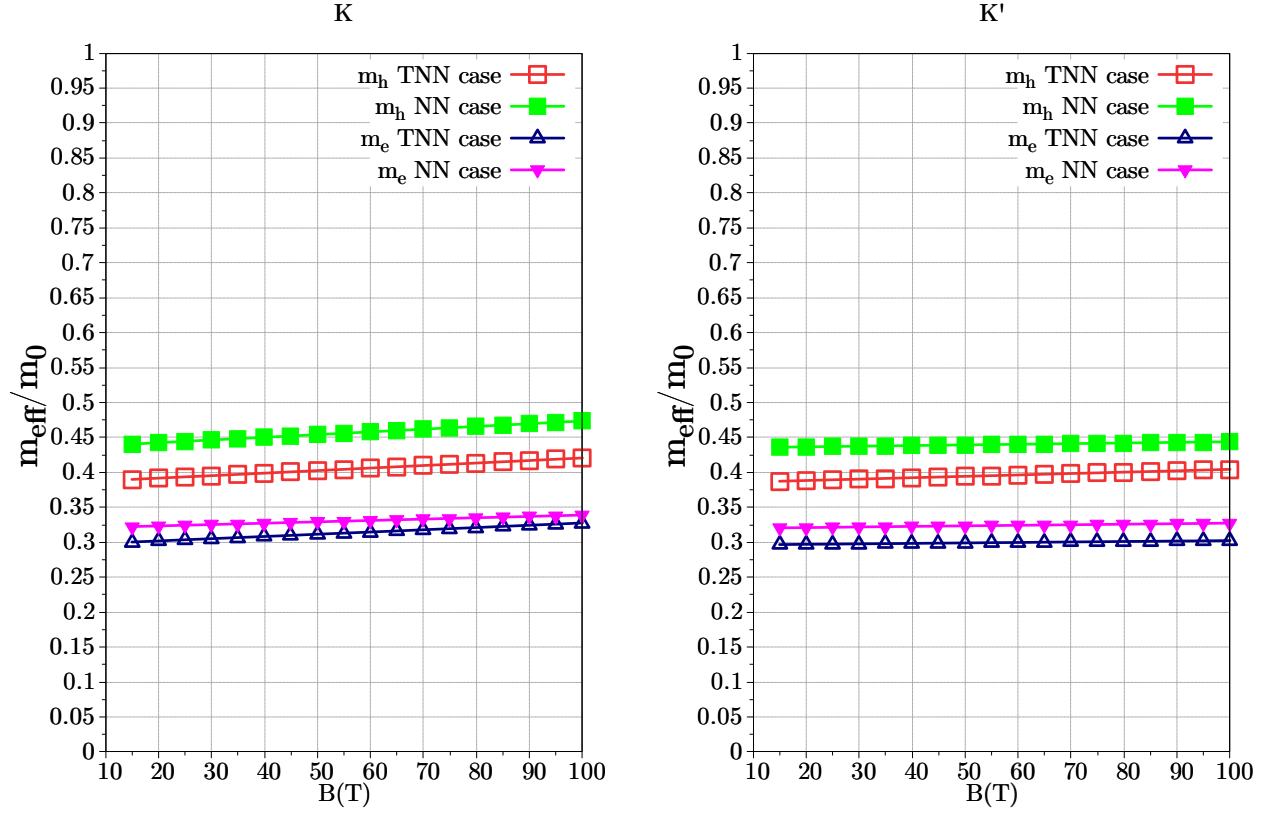 K
m_eff/m_0
1
0.95
0.9
0.85
0.8
0.75
0.7
0.65
0.6
0.55
0.5
0.45
0.4
0.35
0.3
0.25
0.2
0.15
0.1
0.05
0
10 20 30 40 50 60 70 80 90 100
B(T)
m_h TNN case
m_h NN case
m_e TNN case
m_e NN case
K'
m_eff/m_0
1
0.95
0.9
0.85
0.8
0.75
0.7
0.65
0.6
0.55
0.5
0.45
0.4
0.35
0.3
0.25
0.2
0.15
0.1
0.05
0
10 20 30 40 50 60 70 80 90 100
B(T)
m_h TNN case
m_h NN case
m_e TNN case
m_e NN case